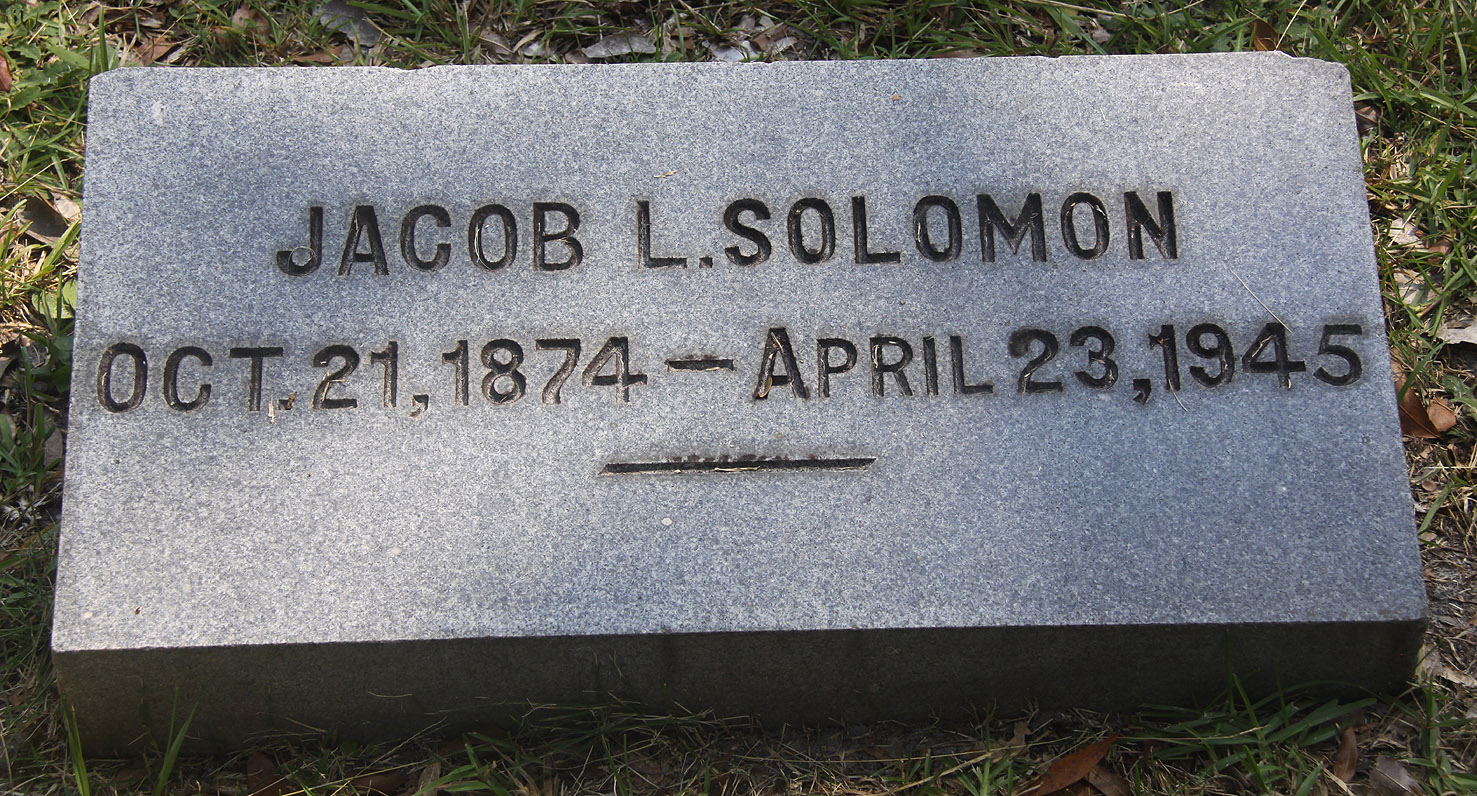 JACOB L. SOLOMON
OCT. 21, 1874 — APRIL 23, 1945